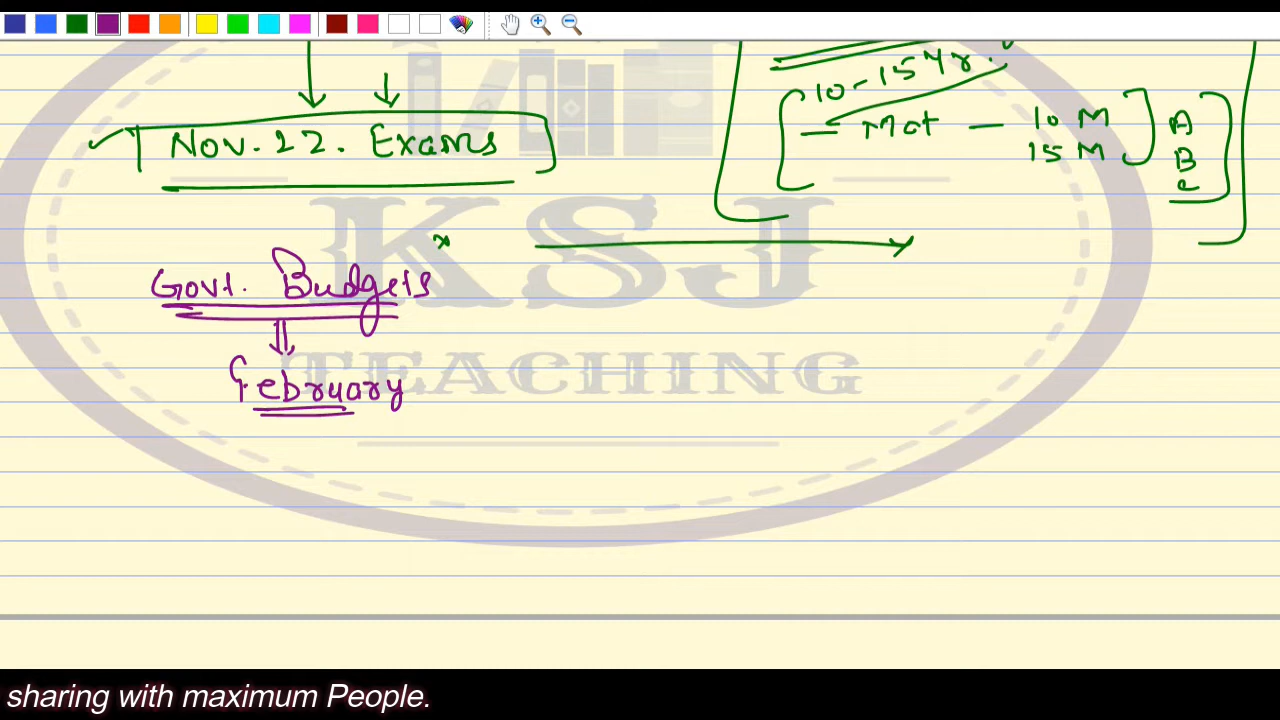 10-15 Yr.
Nov. 22. Exams
— Mat — 10 M
15 M
A
B
C
Govt. Budgets
February
KSJ
TEACHING
sharing with maximum People.